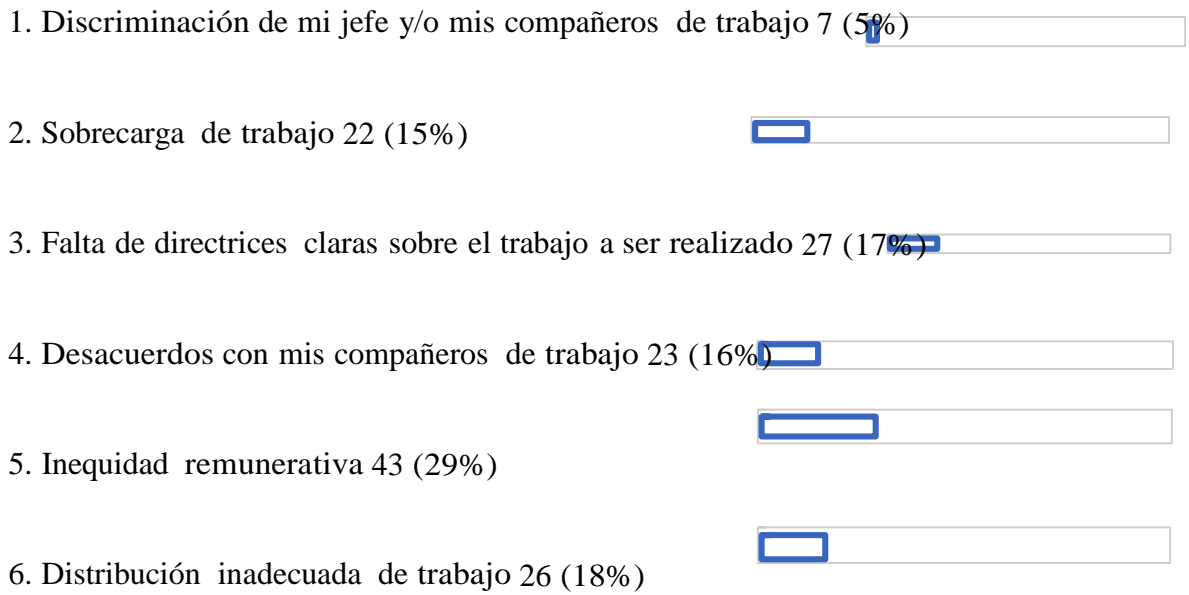 1. Discriminación de mi jefe y/o mis compañeros de trabajo 7 (5%)
2. Sobrecarga de trabajo 22 (15%)
3. Falta de directrices claras sobre el trabajo a ser realizado 27 (17%)
4. Desacuerdos con mis compañeros de trabajo 23 (16%)
5. Inequidad remunerativa 43 (29%)
6. Distribución inadecuada de trabajo 26 (18%)